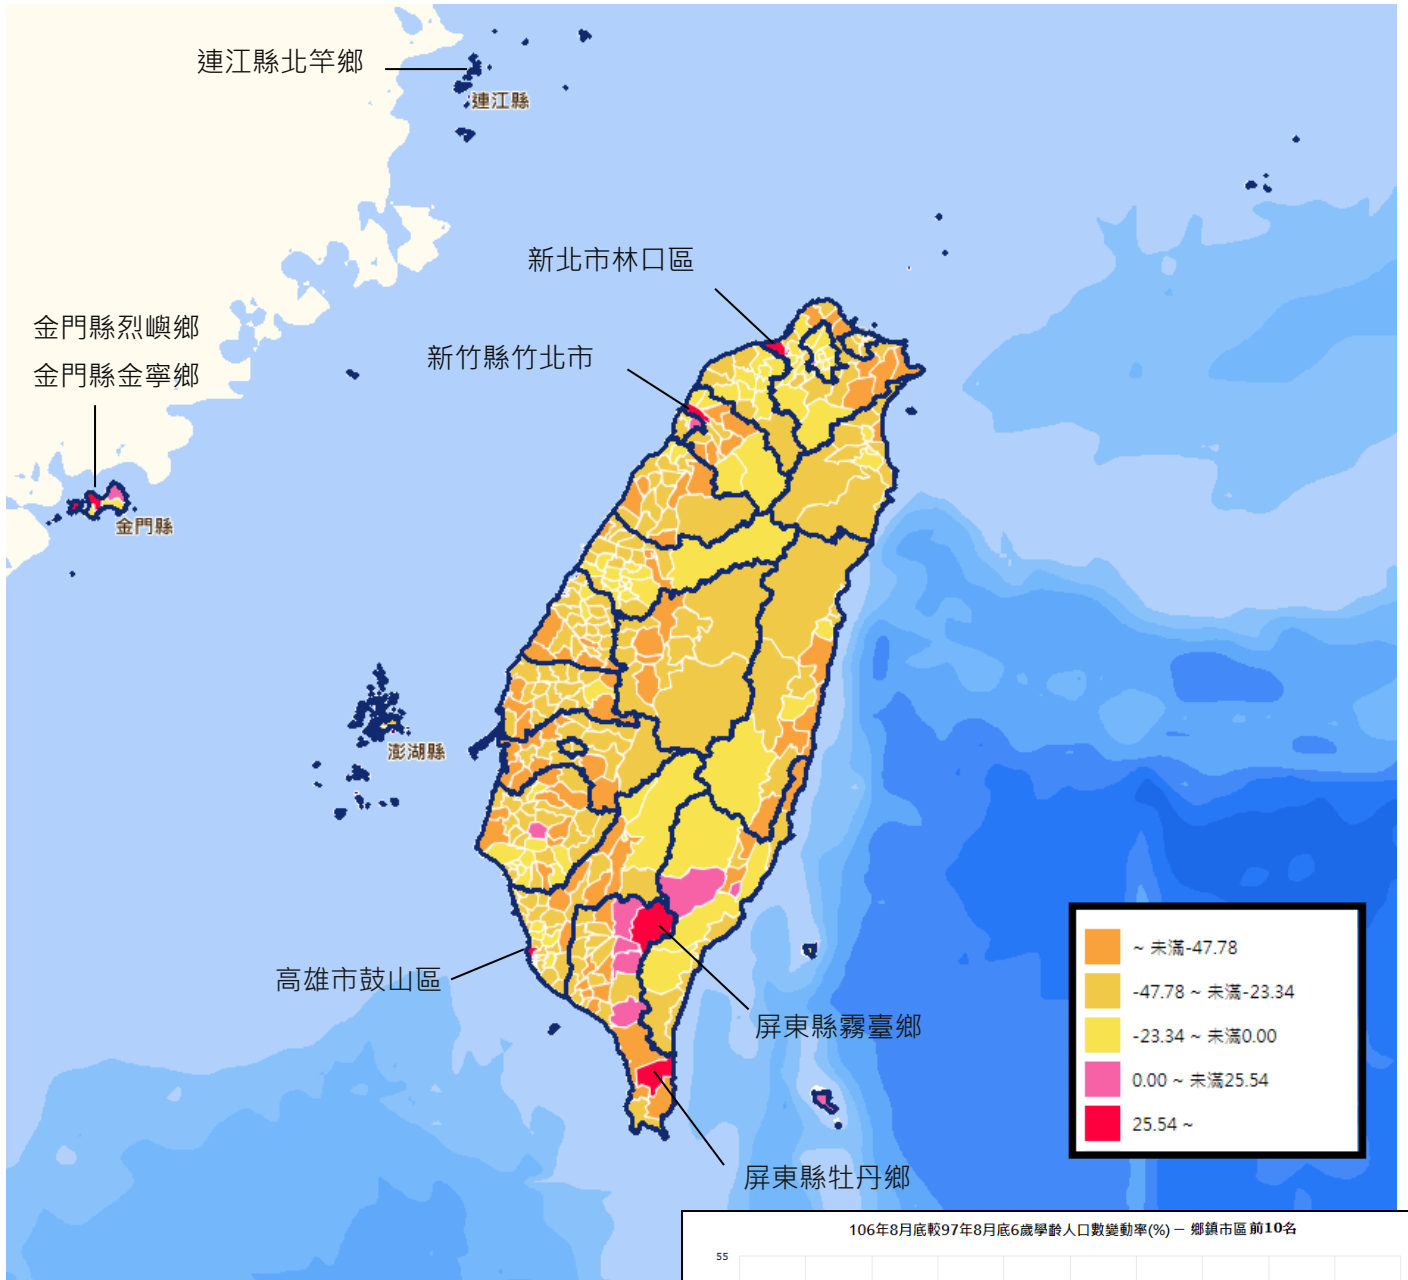 連江縣北竿鄉
連江縣
新北市林口區
金門縣烈嶼鄉
金門縣金寧鄉
新竹縣竹北市
金門縣
澎湖縣
高雄市鼓山區
屏東縣霧臺鄉
屏東縣牡丹鄉
~ 未滿-47.78
-47.78 ~ 未滿-23.34
-23.34 ~ 未滿0.00
0.00 ~ 未滿25.54
25.54 ~
106年8月底較97年8月底6歲學齡人口數變動率(%) – 鄉鎮市區前10名
55